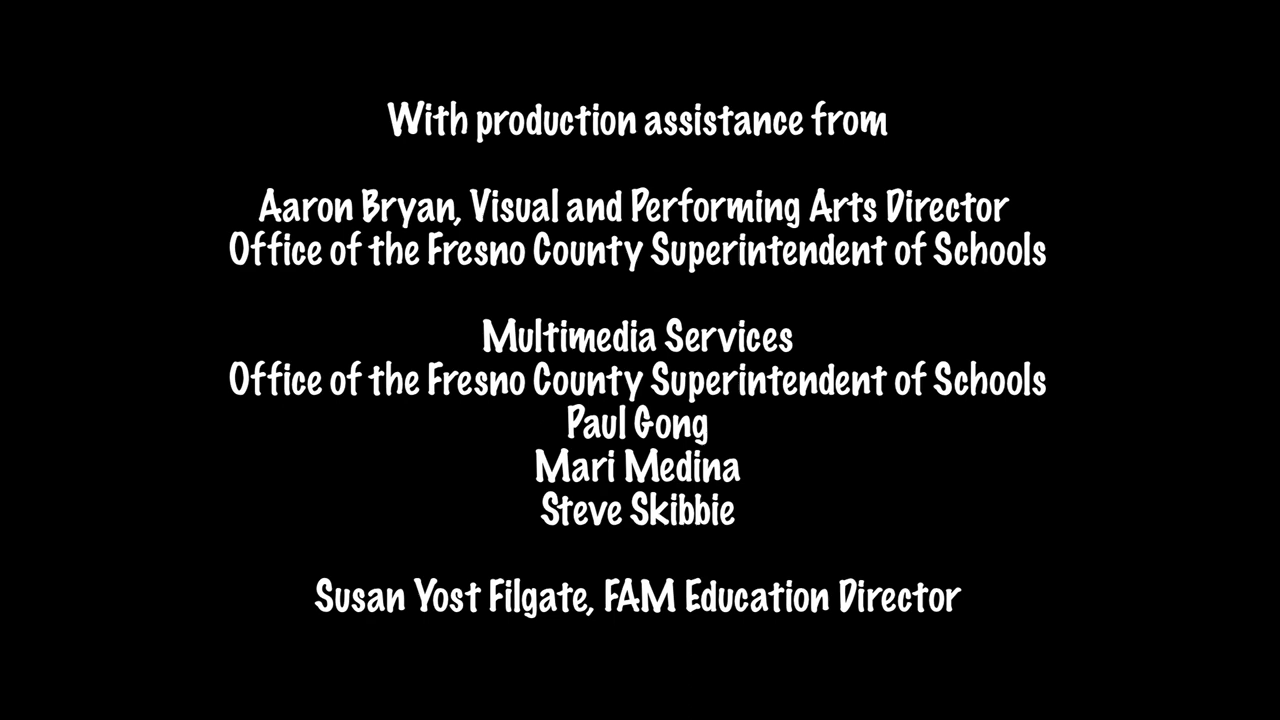 With production assistance from
Aaron Bryan, Visual and Performing Arts Director
Office of the Fresno County Superintendent of Schools
Multimedia Services
Office of the Fresno County Superintendent of Schools
Paul Gong
Mari Medina
Steve Skibbie
Susan Yost Filgate, FAM Education Director